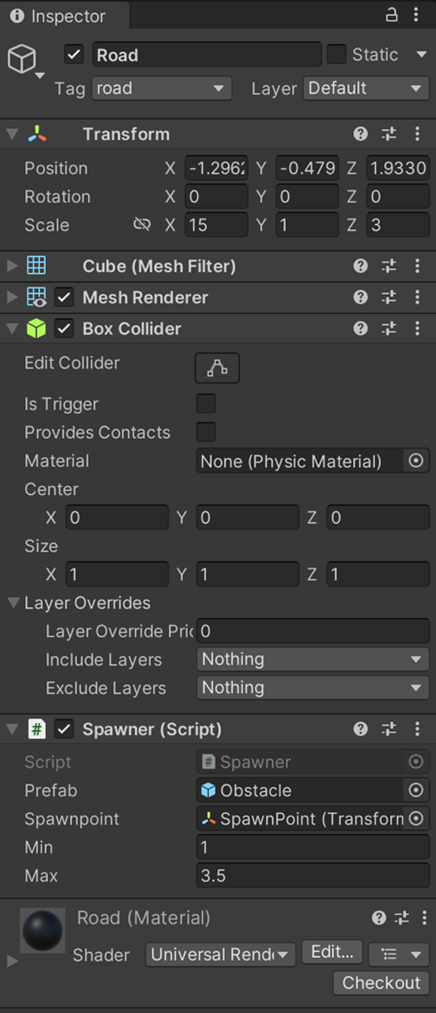 Inspector
Road
Static
Tag road Layer Default
Transform
Position X -1.296 Y -0.479 Z 1.9330
Rotation X 0 Y 0 Z 0
Scale X 15 Y 1 Z 3
Cube (Mesh Filter)
Mesh Renderer
Box Collider
Edit Collider
Is Trigger
Provides Contacts
Material None (Physic Material)
Center
X 0 Y 0 Z 0
Size
X 1 Y 1 Z 1
Layer Overrides
Layer Override Pric 0
Include Layers Nothing
Exclude Layers Nothing
# Spawner (Script)
Script # Spawner
Prefab Obstacle
Spawnpoint SpawnPoint (Transform
Min 1
Max 3.5
Road (Material)
Shader Universal Rend Edit...
Checkout